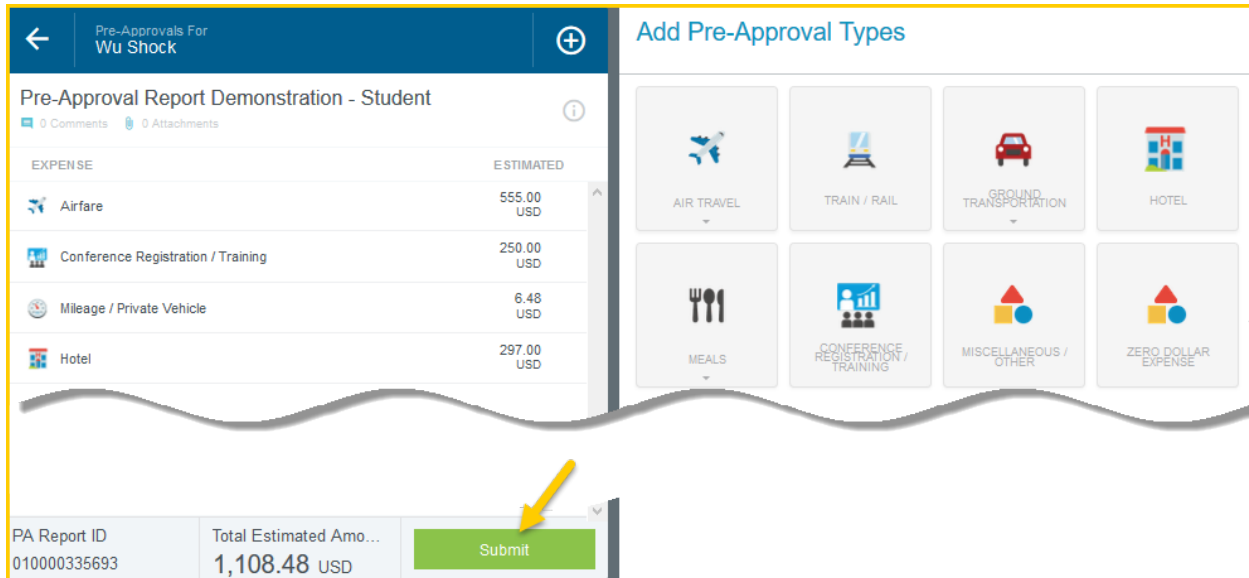 Pre-Approvals For
Wu Shock
Pre-Approval Report Demonstration - Student
0 Comments 0 Attachments
EXPENSE ESTIMATED
Airfare 555.00
USD
Conference Registration / Training 250.00
USD
Mileage / Private Vehicle 6.48
USD
Hotel 297.00
USD
PA Report ID
010000335693
Total Estimated Amo...
1,108.48 USD
Submit
Add Pre-Approval Types
AIR TRAVEL
TRAIN / RAIL
GROUND
TRANSPORTATION
H
HOTEL
MEALS
CONFERENCE
REGISTRATION /
TRAINING
MISCELLANEOUS /
OTHER
ZERO DOLLAR
EXPENSE